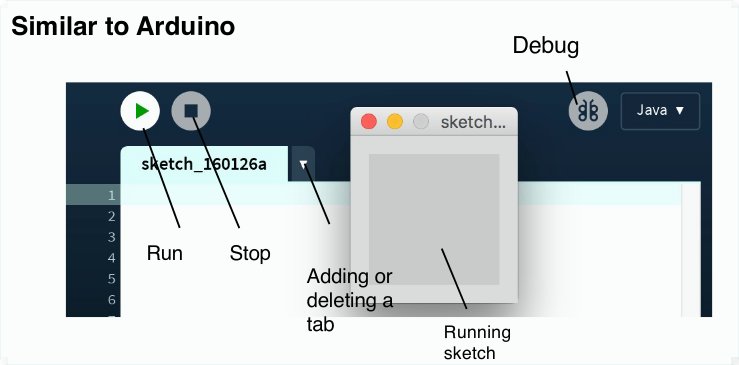 Similar to Arduino
Debug
Java
sketch...
sketch_160126a
1
2
3
4
5
6
Run
Stop
Adding or
deleting a
tab
Running
sketch